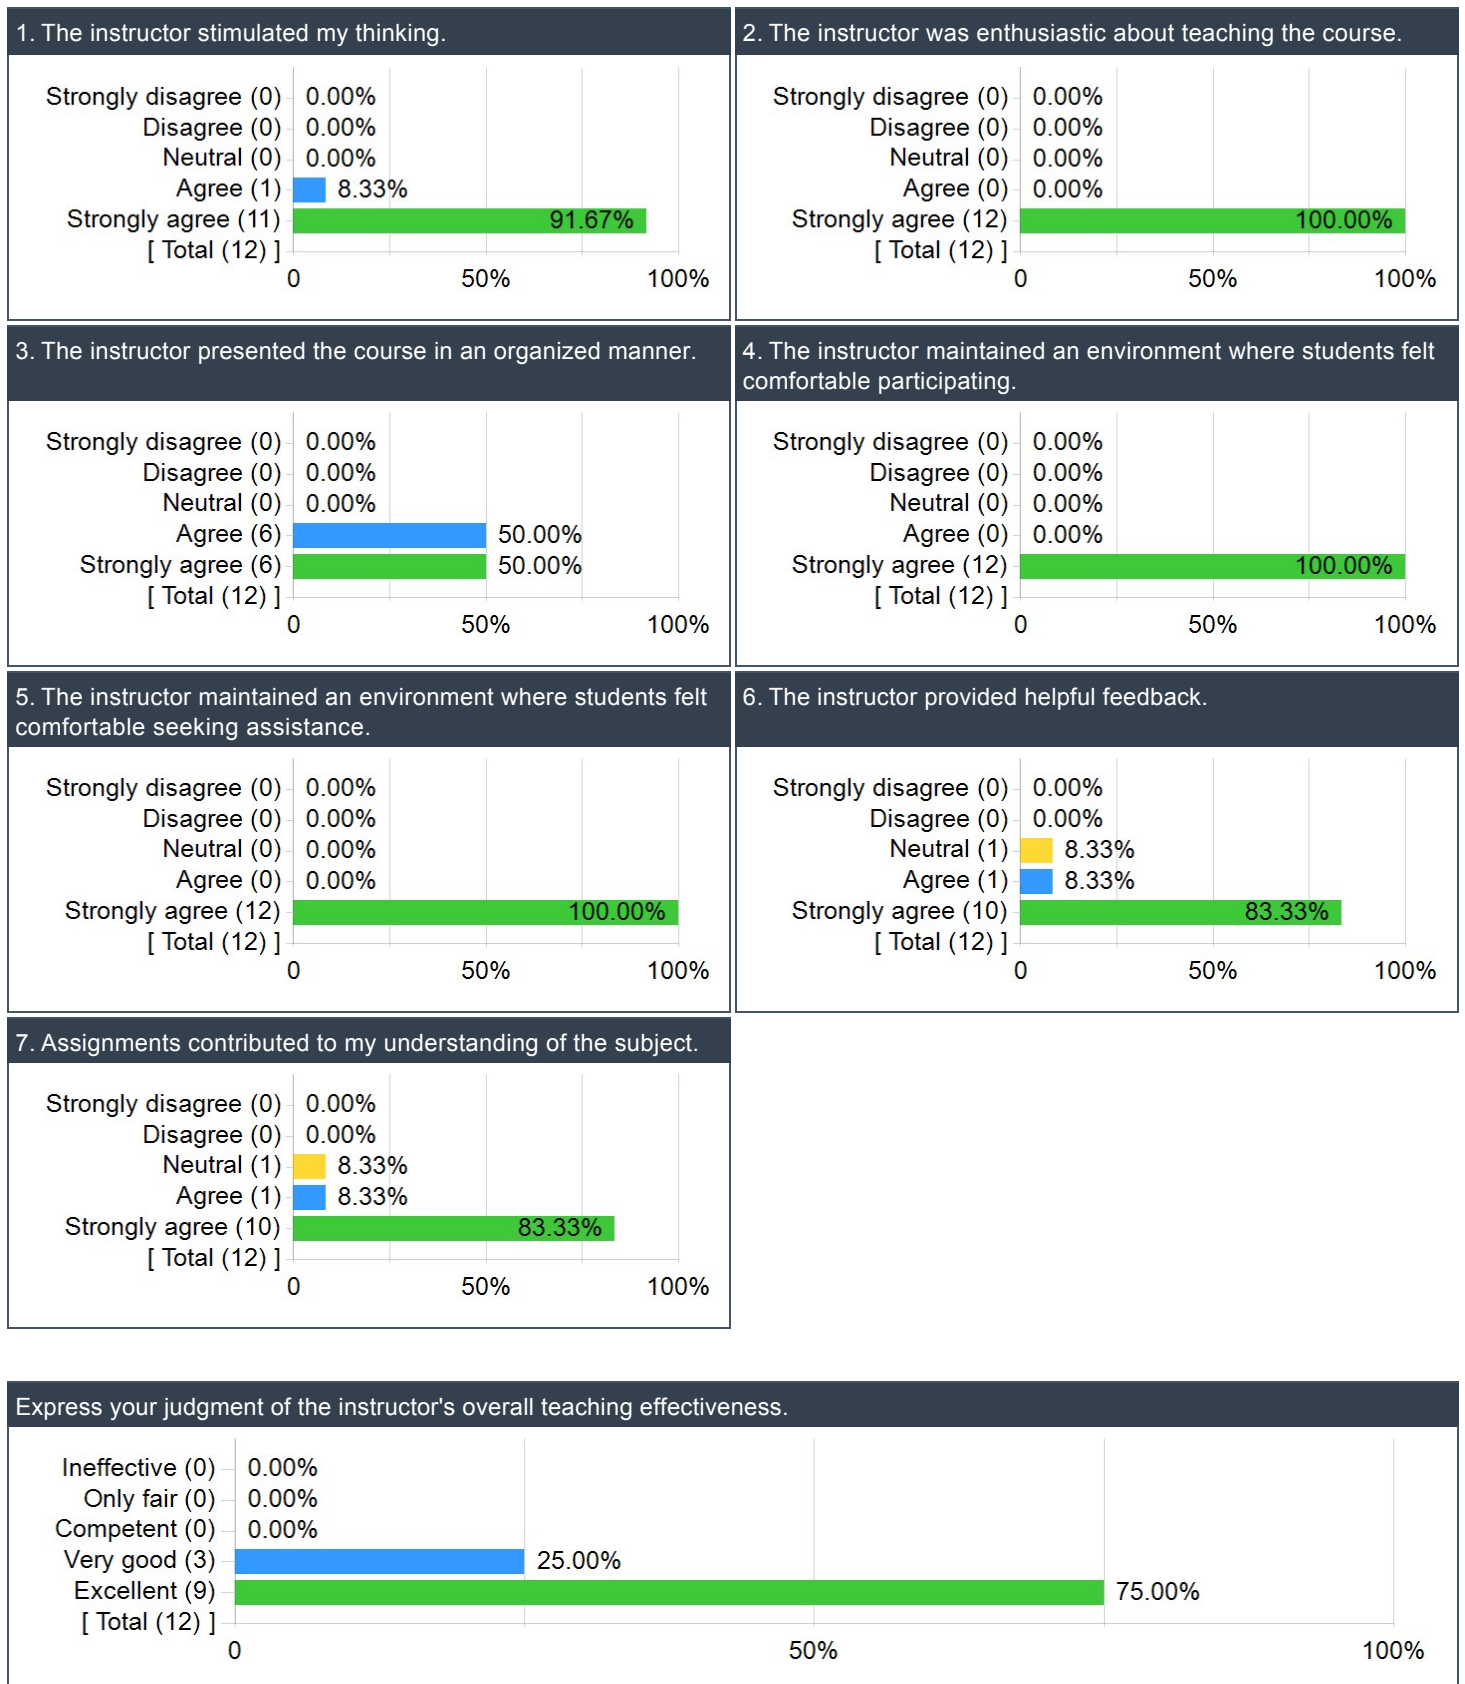 1. The instructor stimulated my thinking.
Strongly disagree (0) 0.00%
Disagree (0) 0.00%
Neutral (0) 0.00%
Agree (1) 8.33%
Strongly agree (11) 91.67%
[ Total (12) ]
0 50% 100%
2. The instructor was enthusiastic about teaching the course.
Strongly disagree (0) 0.00%
Disagree (0) 0.00%
Neutral (0) 0.00%
Agree (0) 0.00%
Strongly agree (12) 100.00%
[ Total (12) ]
0 50% 100%
3. The instructor presented the course in an organized manner.
Strongly disagree (0) 0.00%
Disagree (0) 0.00%
Neutral (0) 0.00%
Agree (6) 50.00%
Strongly agree (6) 50.00%
[ Total (12) ]
0 50% 100%
4. The instructor maintained an environment where students felt
comfortable participating.
Strongly disagree (0) 0.00%
Disagree (0) 0.00%
Neutral (0) 0.00%
Agree (0) 0.00%
Strongly agree (12) 100.00%
[ Total (12) ]
0 50% 100%
5. The instructor maintained an environment where students felt
comfortable seeking assistance.
Strongly disagree (0) 0.00%
Disagree (0) 0.00%
Neutral (0) 0.00%
Agree (0) 0.00%
Strongly agree (12) 100.00%
[ Total (12) ]
0 50% 100%
6. The instructor provided helpful feedback.
Strongly disagree (0) 0.00%
Disagree (0) 0.00%
Neutral (1) 8.33%
Agree (1) 8.33%
Strongly agree (10) 83.33%
[ Total (12) ]
0 50% 100%
7. Assignments contributed to my understanding of the subject.
Strongly disagree (0) 0.00%
Disagree (0) 0.00%
Neutral (1) 8.33%
Agree (1) 8.33%
Strongly agree (10) 83.33%
[ Total (12) ]
0 50% 100%
Express your judgment of the instructor's overall teaching effectiveness.
Ineffective (0) 0.00%
Only fair (0) 0.00%
Competent (0) 0.00%
Very good (3) 25.00%
Excellent (9) 75.00%
[ Total (12) ]
0 50% 100%